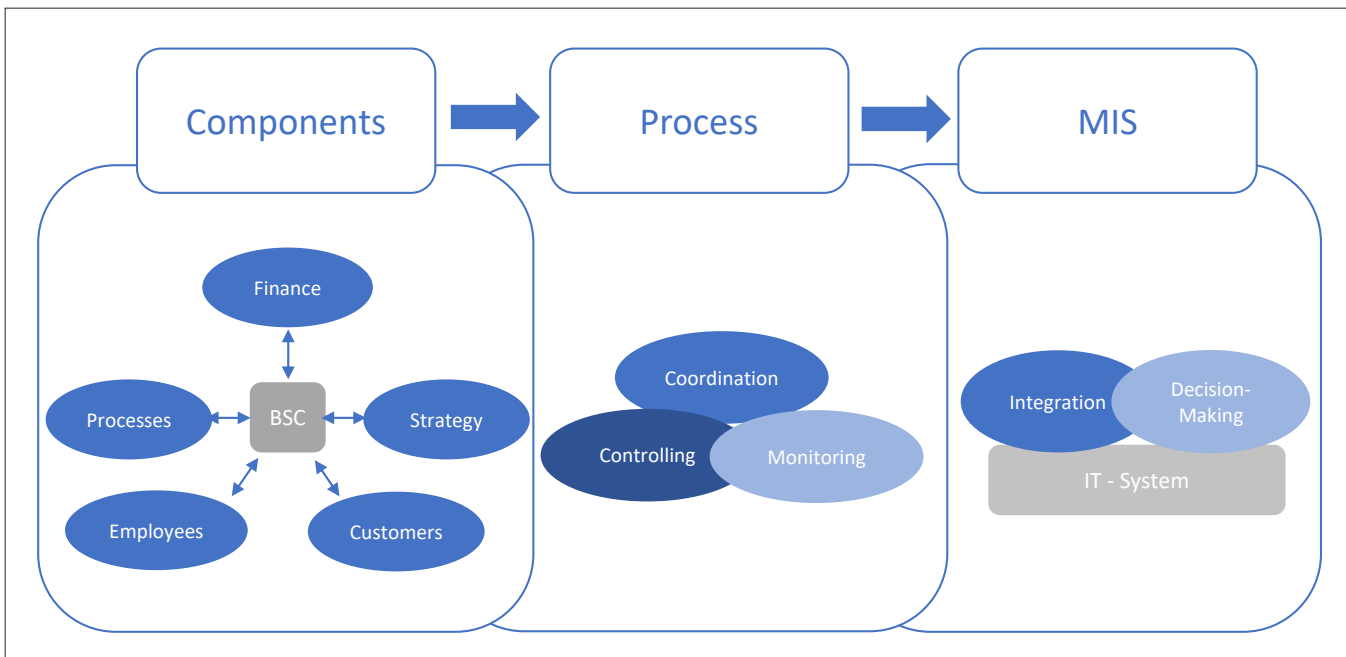 Components
Process
MIS
Finance
Processes
BSC
Strategy
Employees
Customers
Coordination
Controlling
Monitoring
Integration
Decision-
Making
IT - System